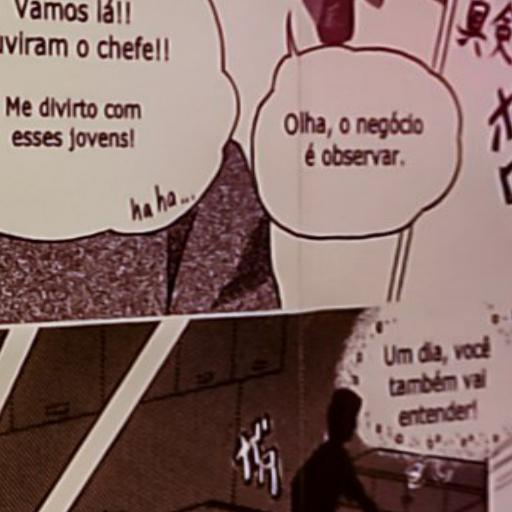 Vamos lá!!
uviram o chefe!!
Me divirto com
esses jovens!
ha ha...
Olha, o negócio
é observar.
Um dia, você
também vai
entender!